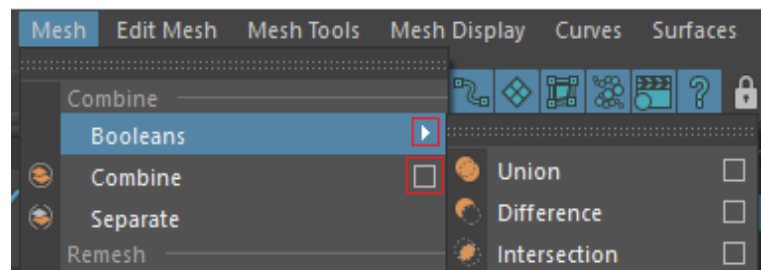 Mesh Edit Mesh Mesh Tools Mesh Display Curves Surfaces
Combine
Booleans
Combine
Separate
Remesh
Union
Difference
Intersection